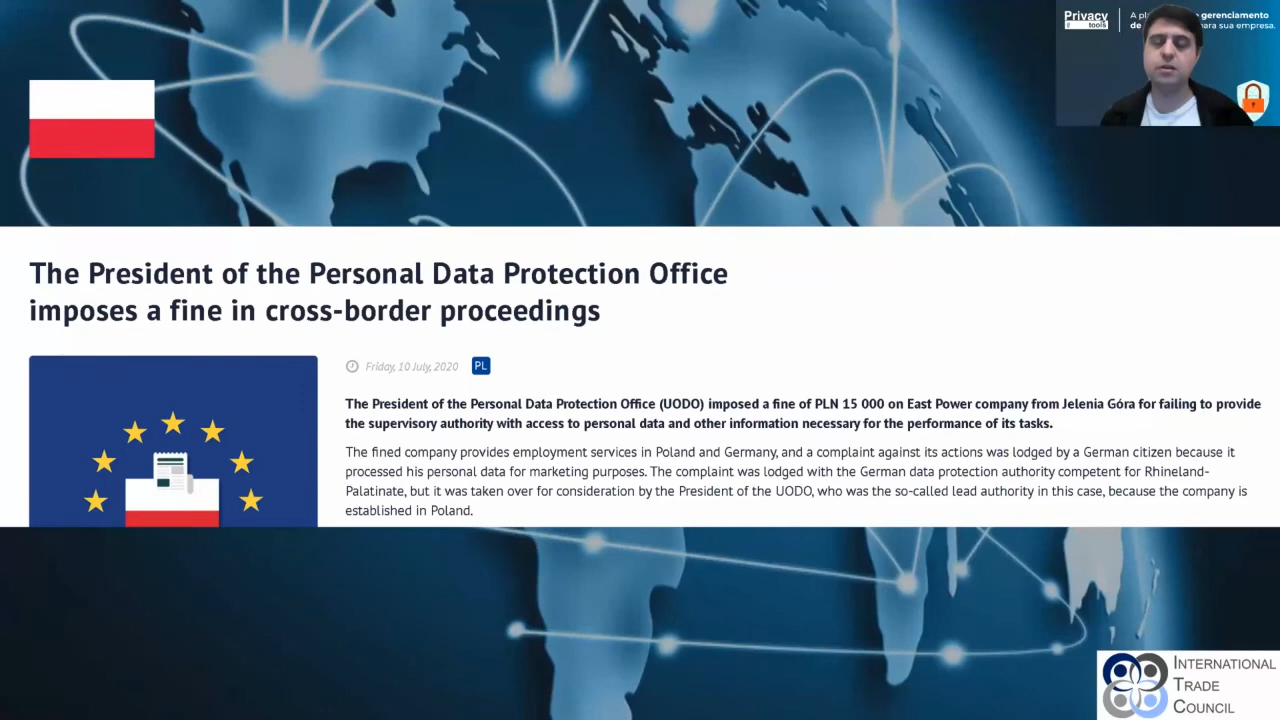 Privacy
tools
A pl gerenciamento
de para sua empresa.
The President of the Personal Data Protection Office
imposes a fine in cross-border proceedings
Friday, 10 July, 2020 PL
The President of the Personal Data Protection Office (UODO) imposed a fine of PLN 15 000 on East Power company from Jelenia Góra for failing to provide
the supervisory authority with access to personal data and other information necessary for the performance of its tasks.
The fined company provides employment services in Poland and Germany, and a complaint against its actions was lodged by a German citizen because it
processed his personal data for marketing purposes. The complaint was lodged with the German data protection authority competent for Rhineland-
Palatinate, but it was taken over for consideration by the President of the UODO, who was the so-called lead authority in this case, because the company is
established in Poland.
INTERNATIONAL
TRADE
COUNCIL